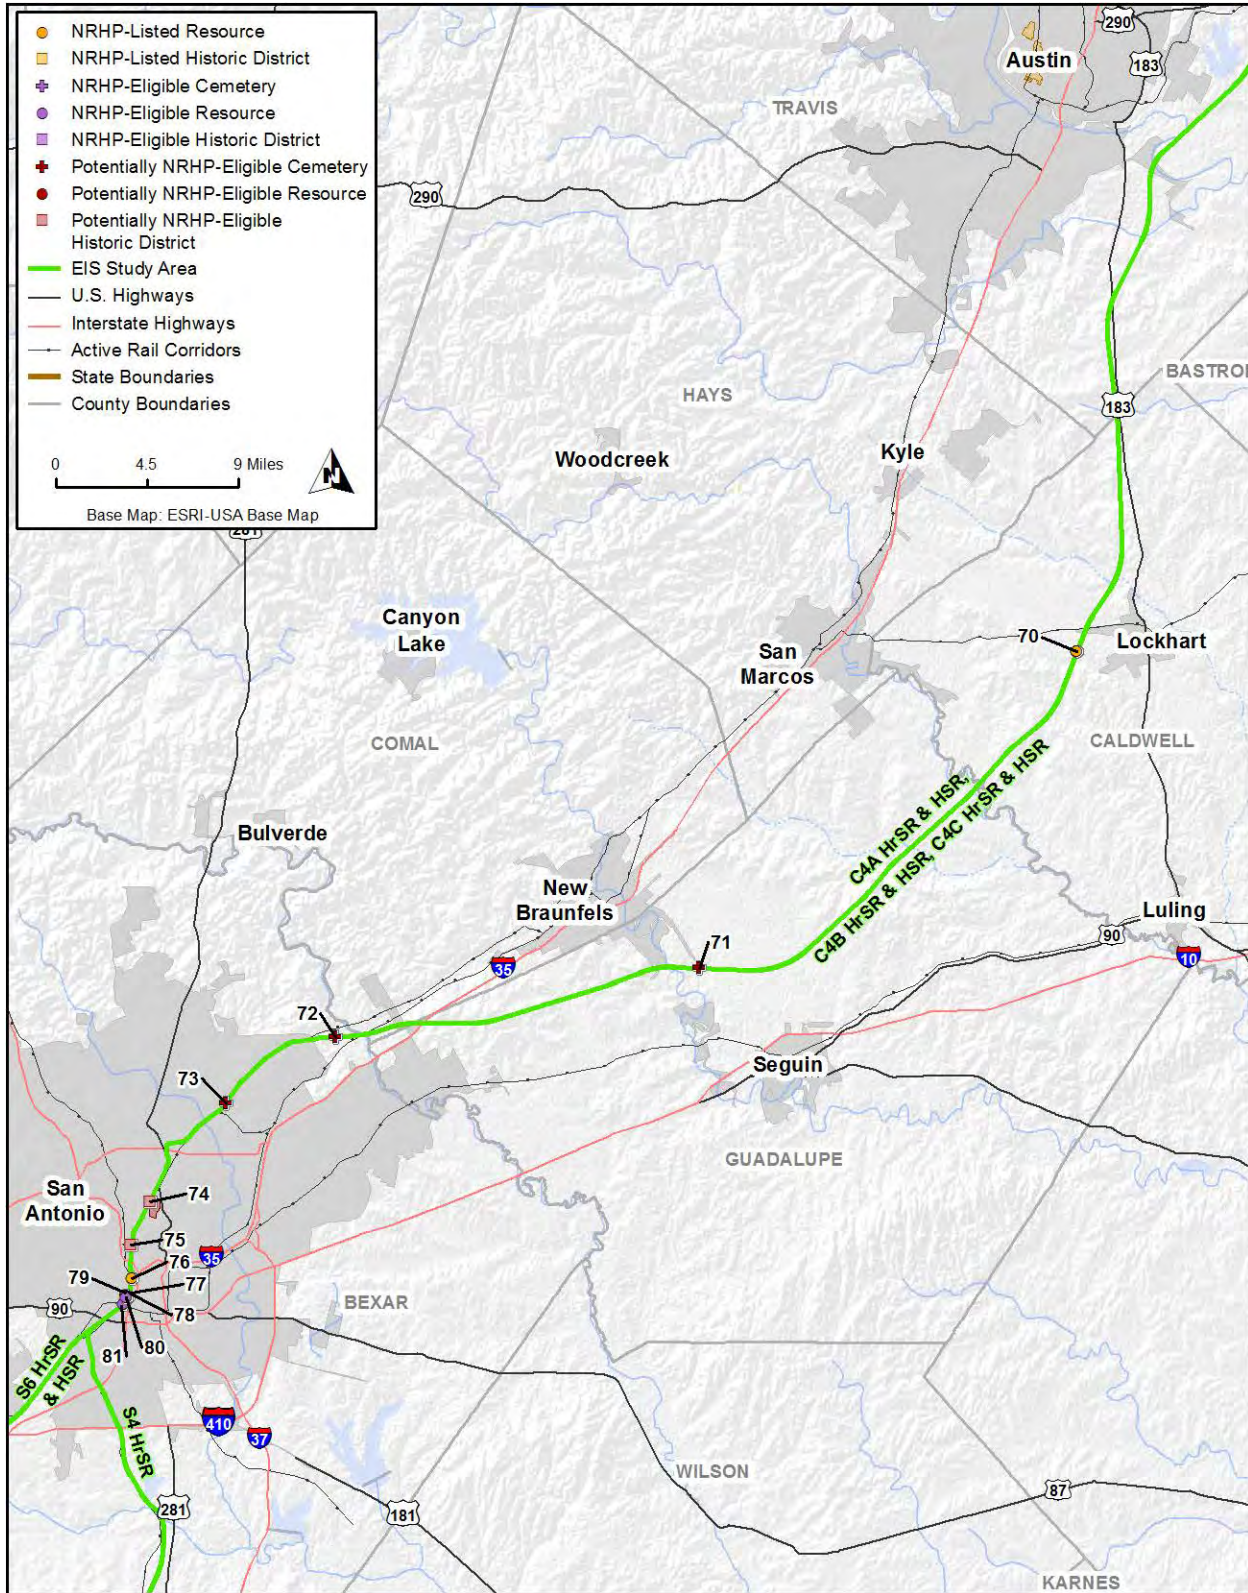 NRHP-Listed Resource
NRHP-Listed Historic District
NRHP-Eligible Cemetery
NRHP-Eligible Resource
NRHP-Eligible Historic District
Potentially NRHP-Eligible Cemetery
Potentially NRHP-Eligible Resource
Potentially NRHP-Eligible
Historic District
EIS Study Area
U.S. Highways
Interstate Highways
Active Rail Corridors
State Boundaries
County Boundaries
0 4.5 9 Miles
N
Base Map: ESRI-USA Base Map
290
Austin
183
TRAVIS
290
BASTROP
HAYS
183
Woodcreek
Kyle
281
Canyon
Lake
San
Marcos
70
Lockhart
COMAL
CALDWELL
C4A HrSR & HSR,
C4B HrSR & HSR, C4C HrSR & HSR
Bulverde
New
Braunfels
Luling
90
71
35
10
72
Seguin
73
GUADALUPE
San
Antonio
74
75
35
76
79
77
90
78
BEXAR
81
80
S6 HrSR
& HSR
S4 HrSR
410
37
WILSON
87
281
181
KARNES